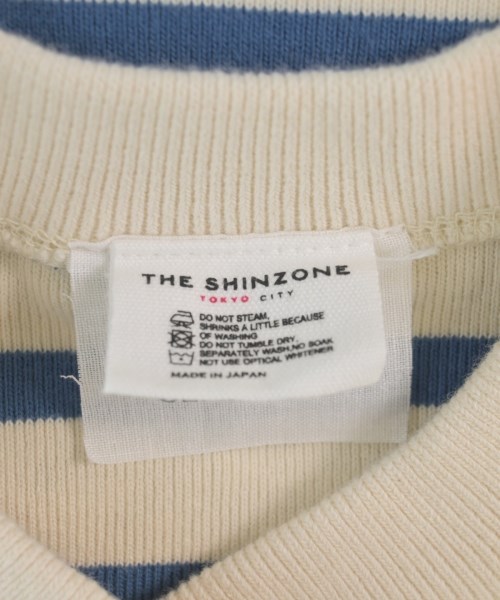 THE SHINZONE
TOKYO CITY
DO NOT STEAM,
SHRINKS A LITTLE BECAUSE
OF WASHING
DO NOT TUMBLE DRY.
SEPARATELY WASH,NO SOAK
NOT USE OPTICAL WHITENER
MADE IN JAPAN